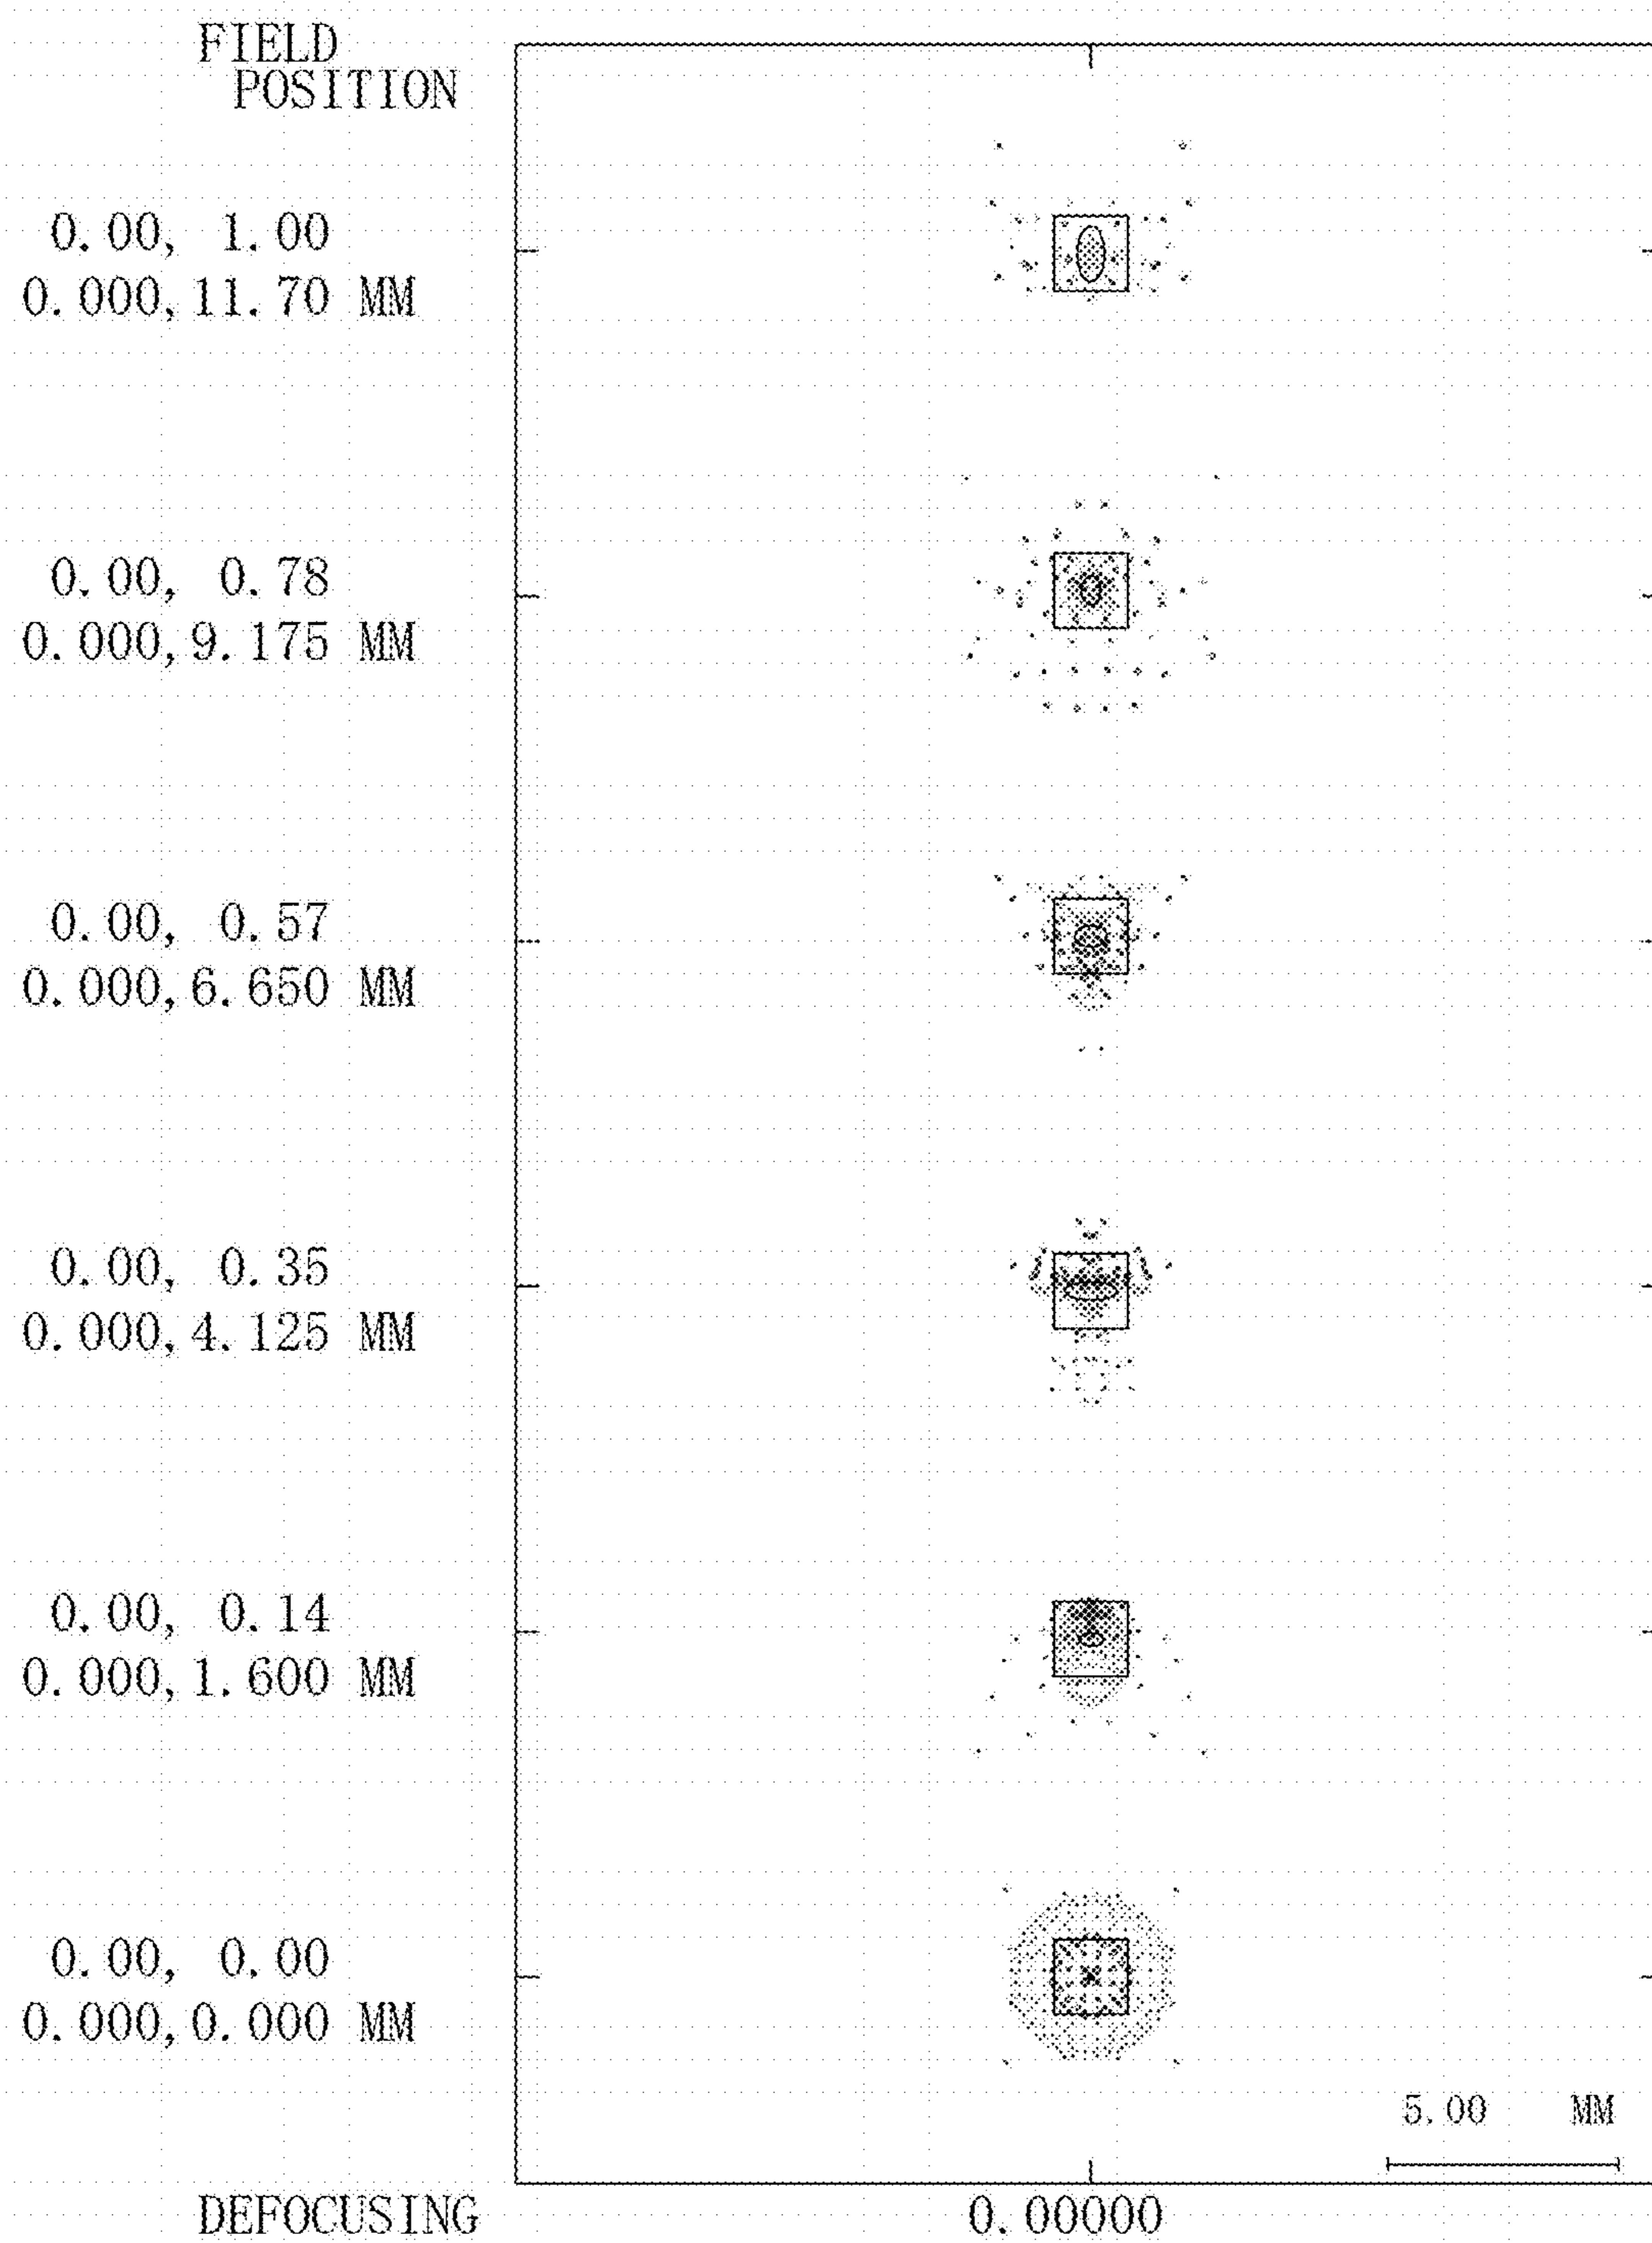 FIELD
POSITION
0.00, 1.00
0.000,11.70 MM
0.00, 0.78
0.000,9.175 MM
0.00, 0.57
0.000,6.650 MM
0.00, 0.35
0.000,4.125 MM
0.00, 0.14
0.000,1.600 MM
0.00, 0.00
0.000,0.000 MM
5.00 MM
DEFOCUSING 0.00000